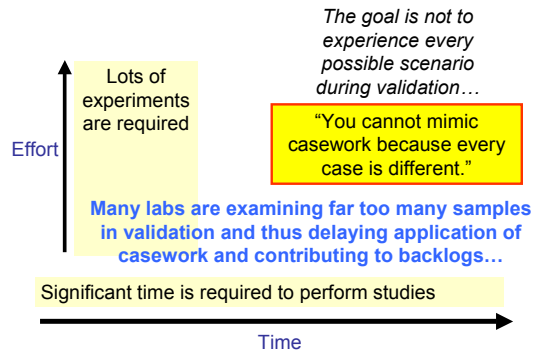 The goal is not to
experience every
possible scenario
during validation…
Lots of
experiments
are required
“You cannot mimic
casework because every
case is different.”
Effort
Many labs are examining far too many samples
in validation and thus delaying application of
casework and contributing to backlogs…
Significant time is required to perform studies
Time